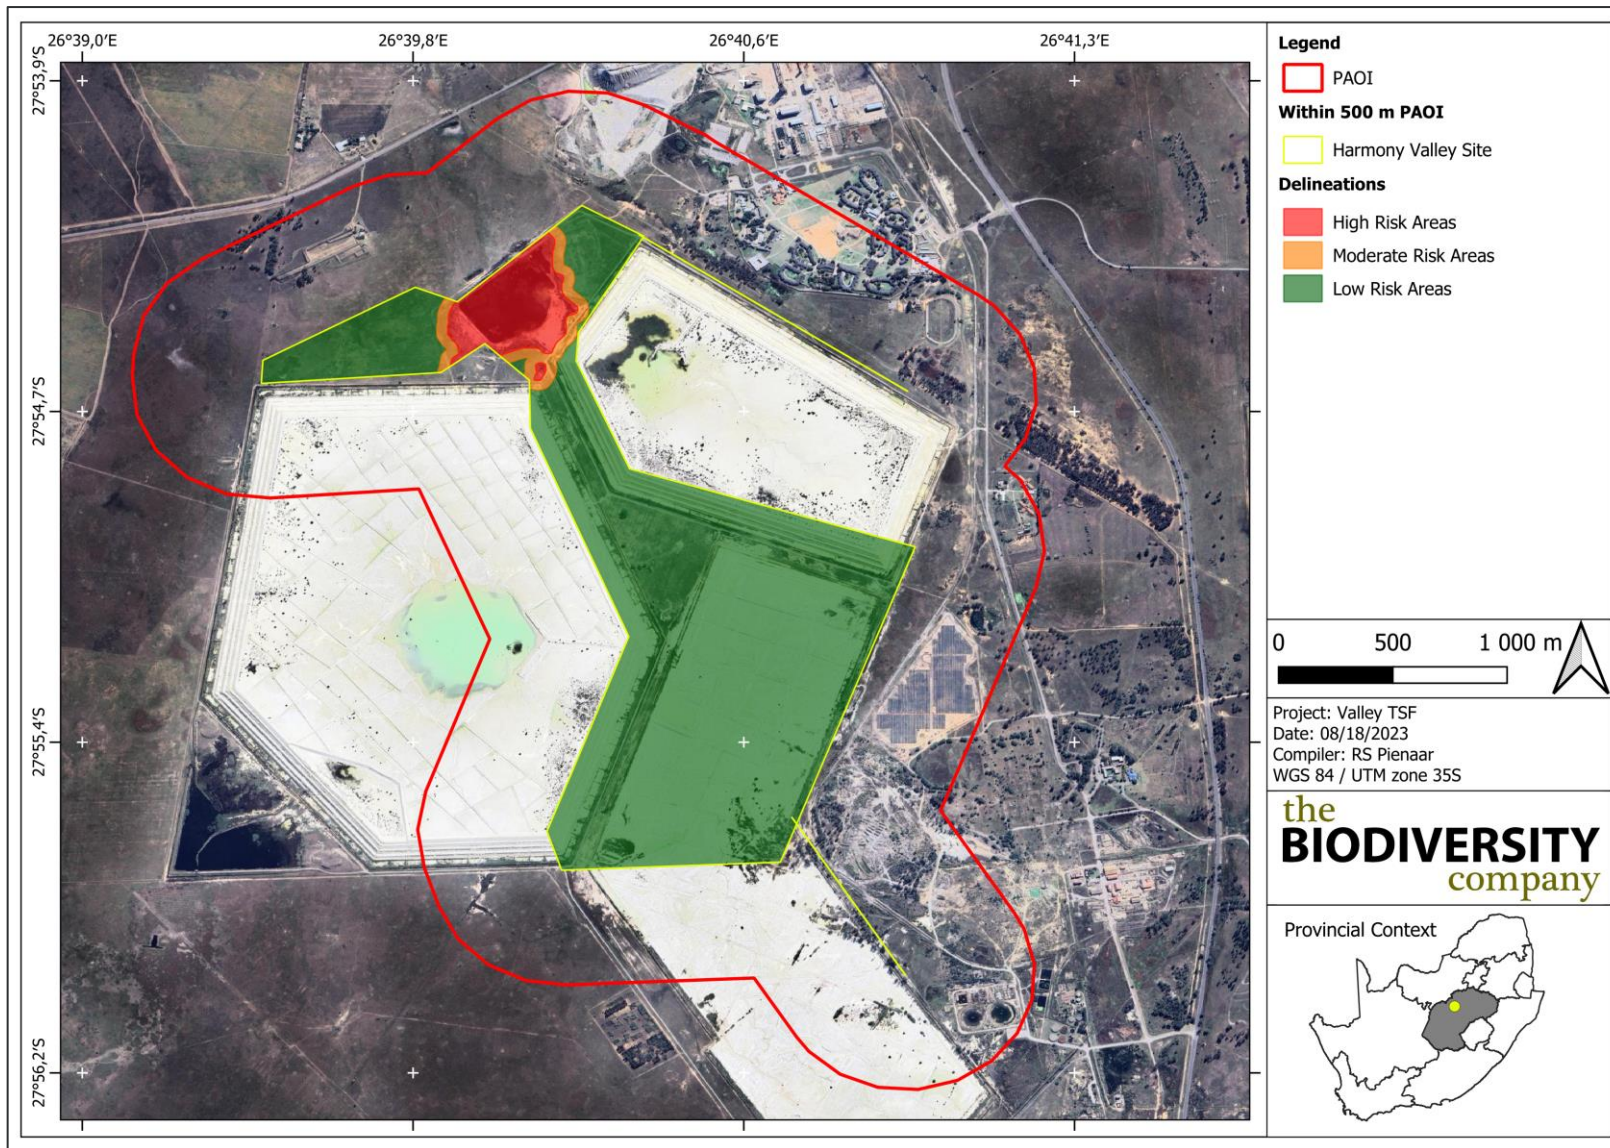 26°39,0'E 26°39,8'E 26°40,6'E 26°41,3'E
27°53,9'S
27°54,7'S
27°55,4'S
27°56,2'S
Legend
PAOI
Within 500 m PAOI
Harmony Valley Site
Delineations
High Risk Areas
Moderate Risk Areas
Low Risk Areas
0 500 1 000 m
Project: Valley TSF
Date: 08/18/2023
Compiler: RS Pienaar
WGS 84 / UTM zone 35S
the
BIODIVERSITY
company
Provincial Context